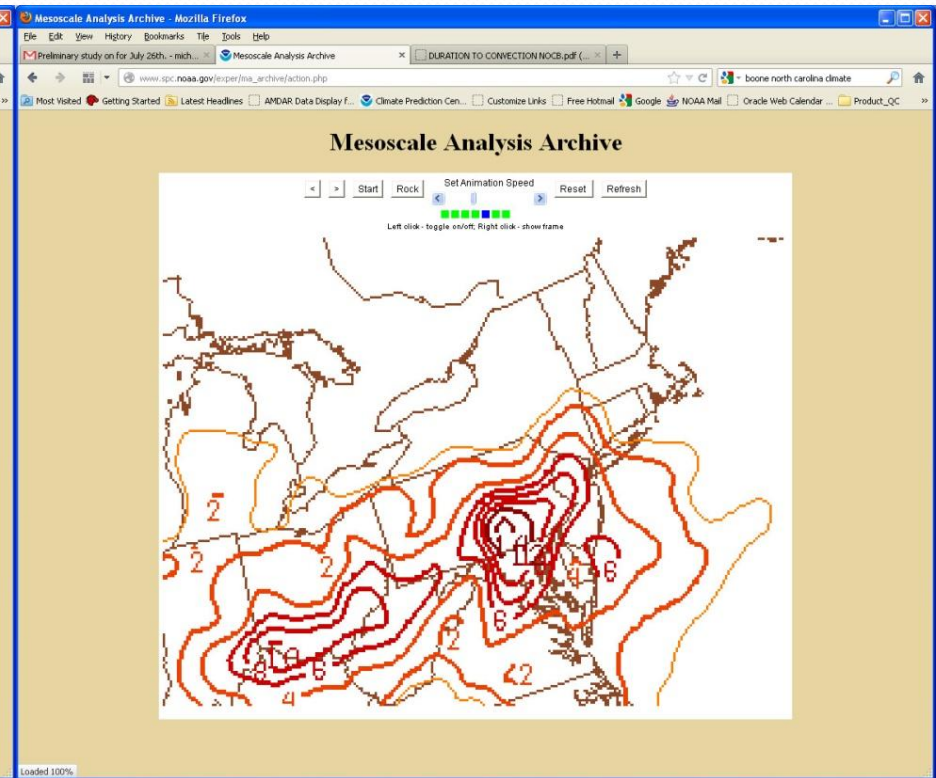 Mesoscale Analysis Archive - Mozilla Firefox
File Edit View History Bookmarks Tile Tools Help
Preliminary study on for July 26th. - mich...
Mesoscale Analysis Archive
DURATION TO CONVECTION NOCB.pdf (...
www.spc.noaa.gov/exper/ma_archive/action.php
boone north carolina climate
Most Visited Getting Started Latest Headlines AMDAR Data Display f... Climate Prediction Cen... Customize Links Free Hotmail Google NOAA Mail Oracle Web Calendar ... Product_QC
Mesoscale Analysis Archive
< > Start Rock Set Animation Speed Reset Refresh
Left click - toggle on/off; Right click - show frame
2
2 2 4 6
6
2
2
8 6
4
Loaded 100%